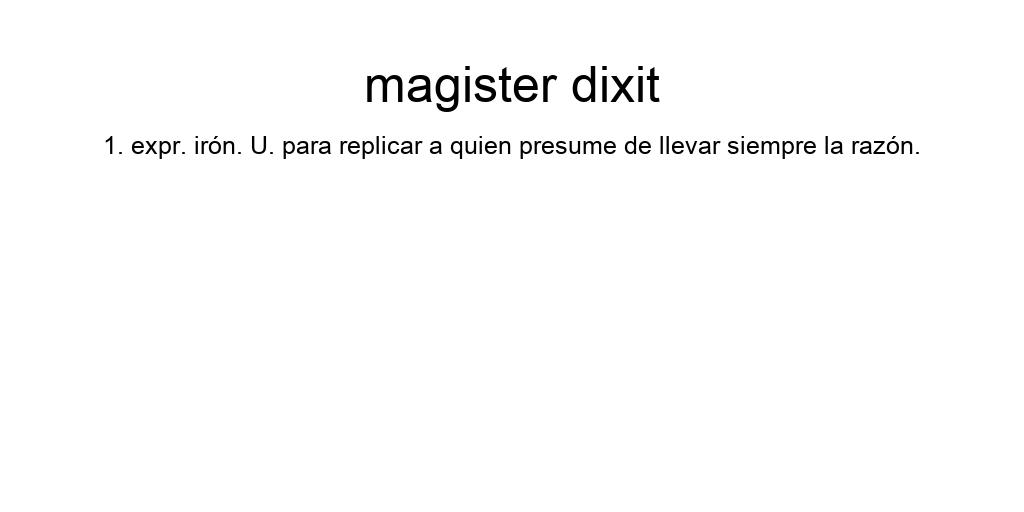 magister dixit
1. expr. irón. U. para replicar a quien presume de llevar siempre la razón.